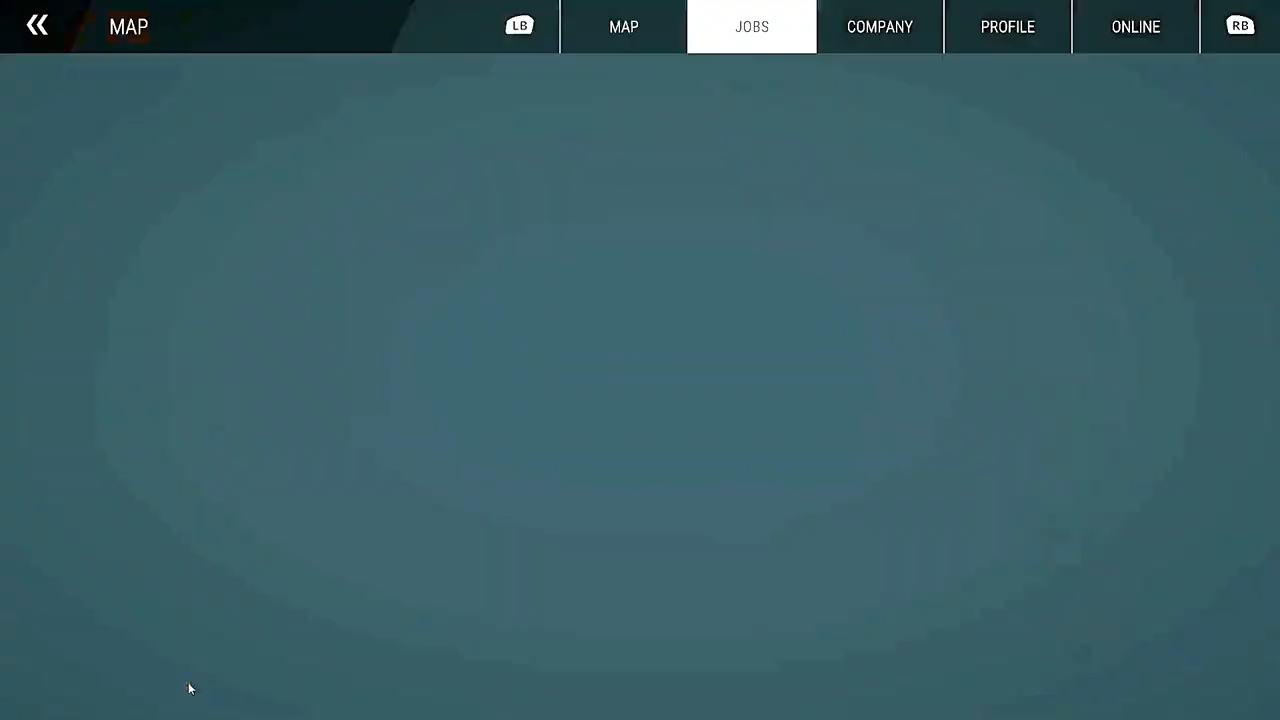 MAP
LB
MAP
JOBS
COMPANY
PROFILE
ONLINE
RB